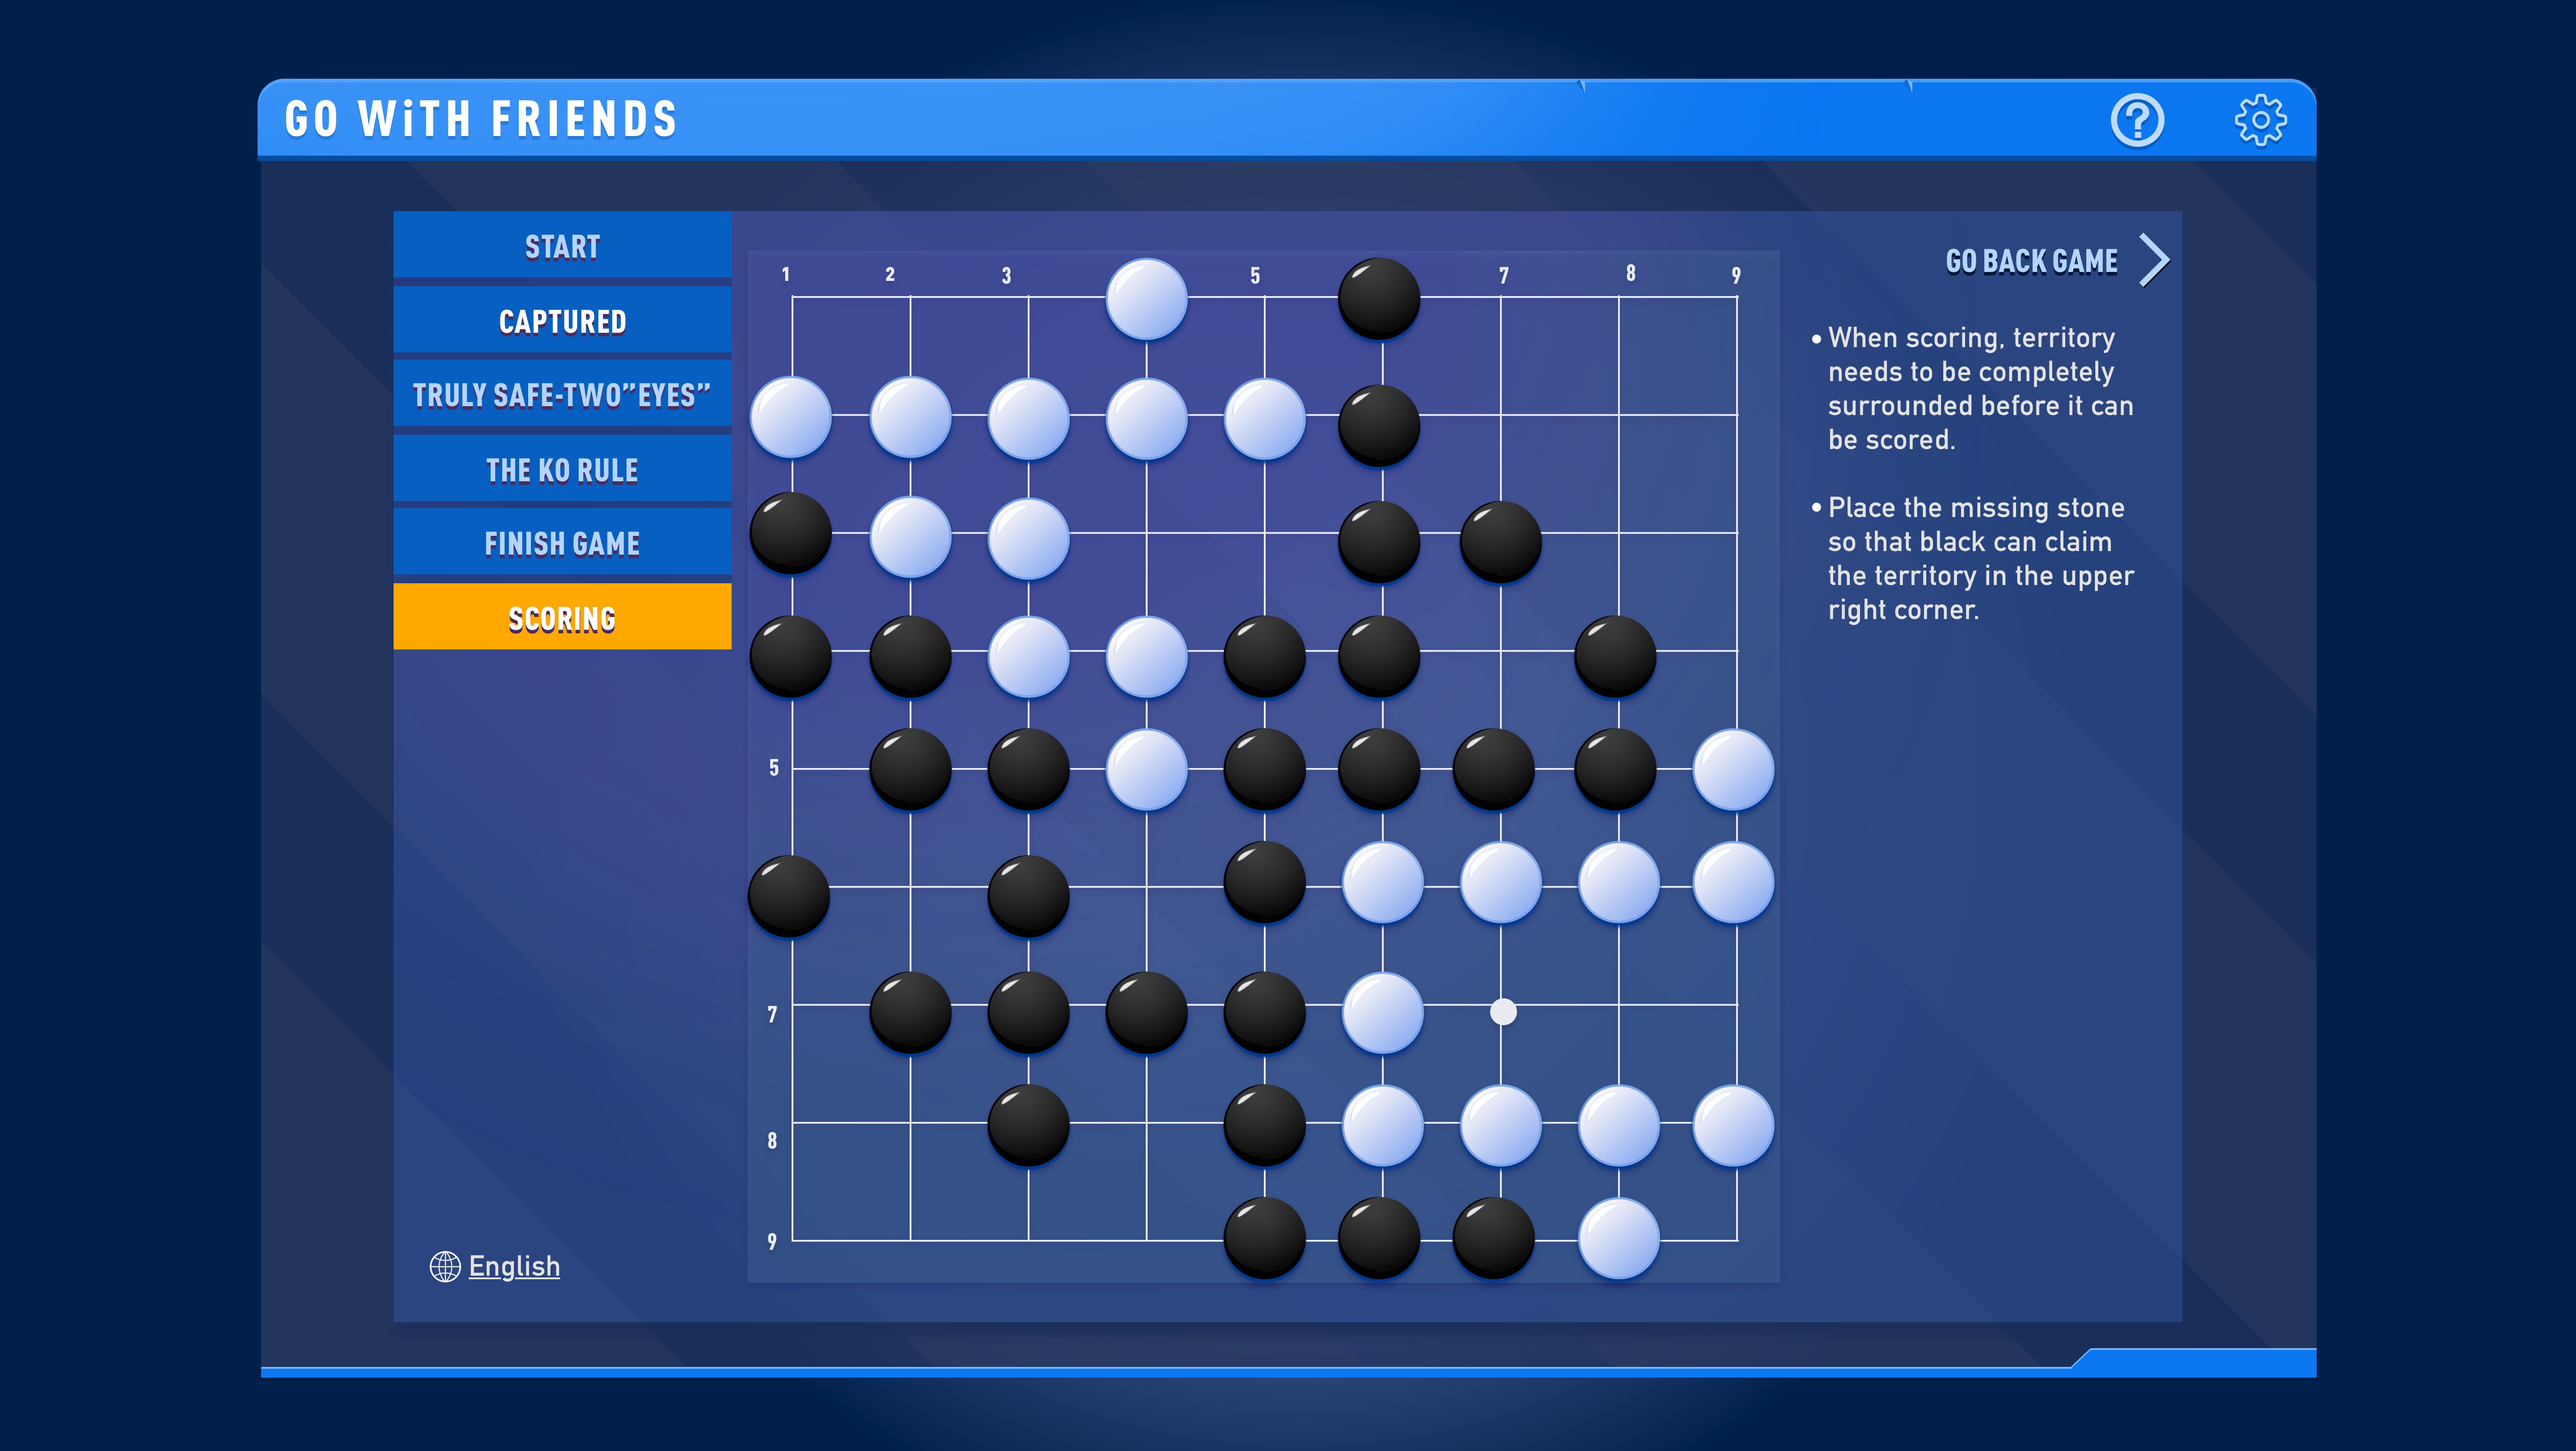 GO WiTH FRIENDS
START
CAPTURED
TRULY SAFE-TWO"EYES"
THE KO RULE
FINISH GAME
SCORING
English
1 2 3 5 7 8 9
5
7
8
9
GO BACK GAME
• When scoring, territory
needs to be completely
surrounded before it can
be scored.
• Place the missing stone
so that black can claim
the territory in the upper
right corner.